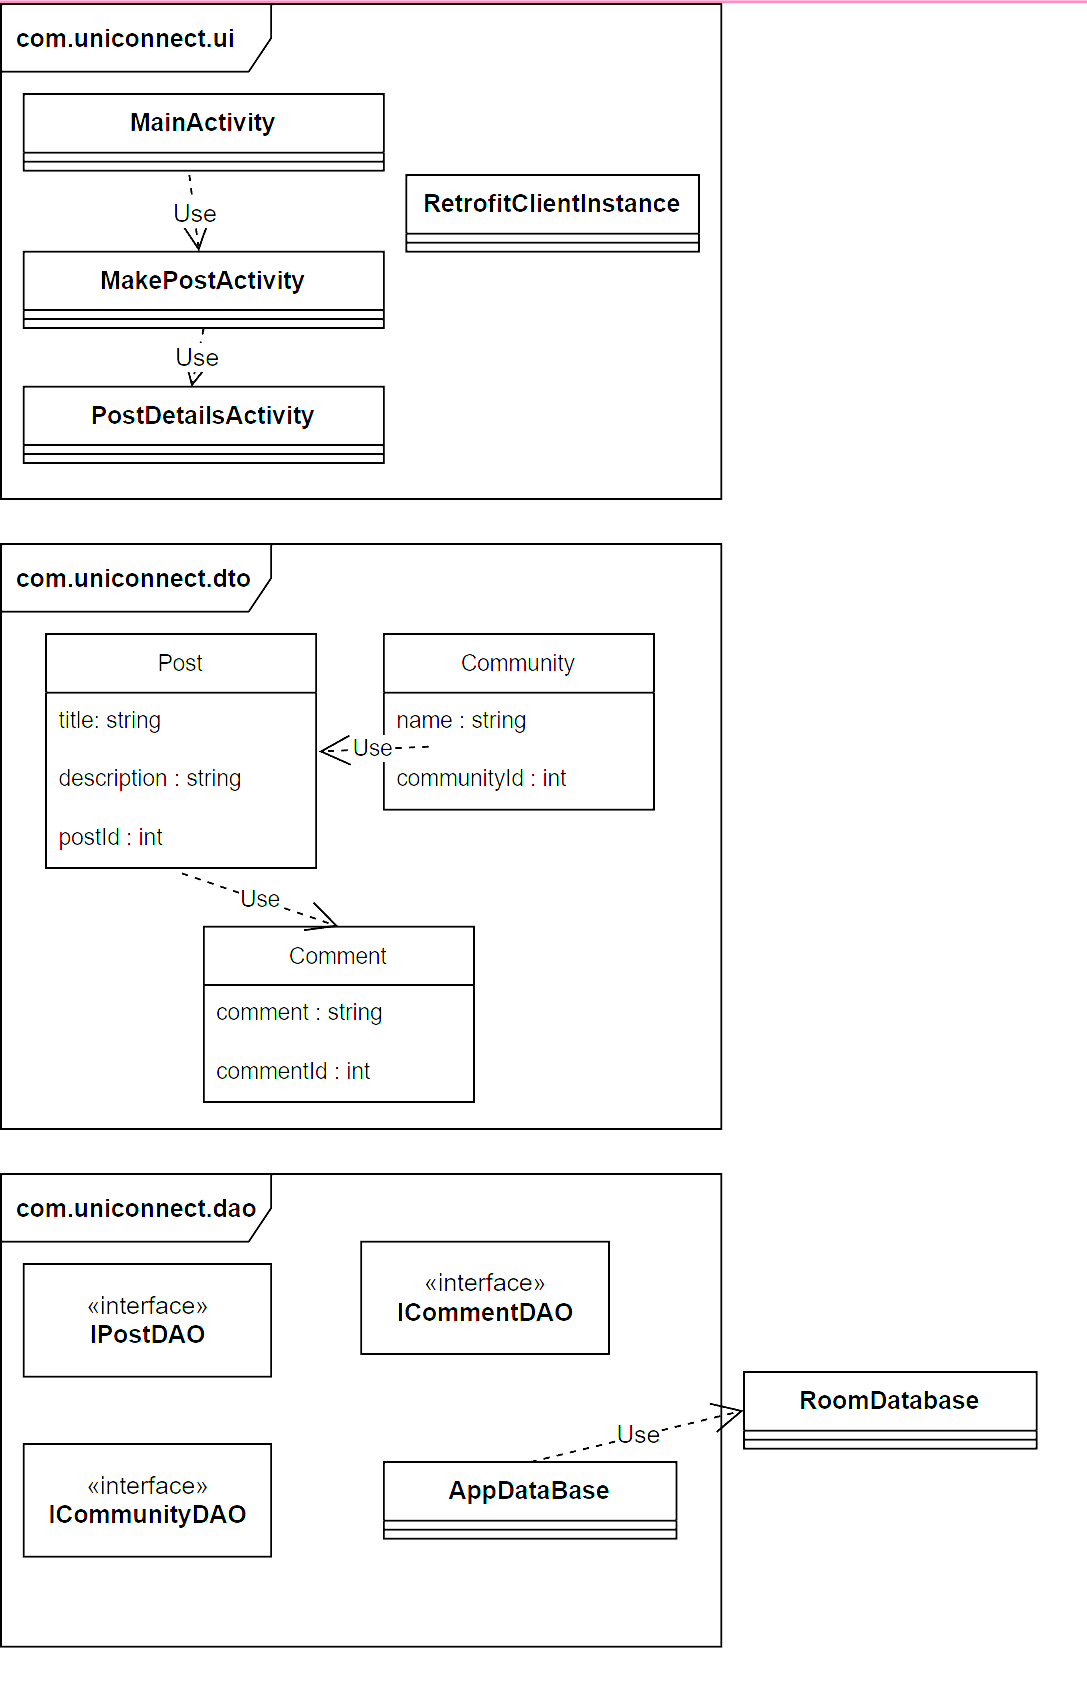 com.uniconnect.ui
MainActivity
RetrofitClientInstance
Use
MakePostActivity
Use
PostDetailsActivity
com.uniconnect.dto
Post
Community
title: string
name : string
Use
description : string
communityId : int
postId : int
Use
Comment
comment : string
commentId : int
com.uniconnect.dao
«interface»
ICommentDAO
«interface»
IPostDAO
RoomDatabase
Use
«interface»
ICommunityDAO
AppDataBase